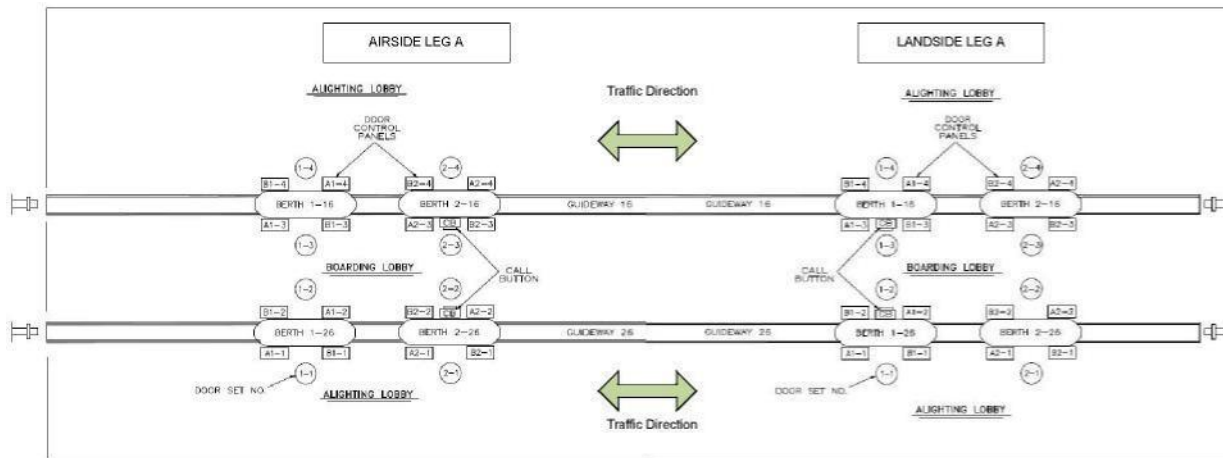 AIRSIDE LEG A
LANDSIDE LEG A
ALIGHTING LOBBY
Traffic Direction
ALIGHTING LOBBY
DOOR
CONTROL
PANELS
DOOR
CONTROL
PANELS
1-4
2-4
1-4
2-4
B1-4
A1-4
B2-4
A2-4
B1-4
A1-4
B2-4
A2-4
BERTH 1-16
BERTH 2-16
GUIDEWAY 16
GUIDEWAY 16
BERTH 1-16
BERTH 2-16
A1-3
B1-3
A2-3
CB
B2-3
A1-3
CB
B1-3
A2-3
B2-3
1-3
2-3
1-3
2-3
BOARDING LOBBY
CALL
BUTTON
CALL
BUTTON
BOARDING LOBBY
1-2
2-2
1-2
2-2
B1-2
A1-2
B2-2
CB
A2-2
B1-2
CB
A1-2
B2-2
A2-2
BERTH 1-26
BERTH 2-26
GUIDEWAY 26
GUIDEWAY 26
BERTH 1-26
BERTH 2-26
A1-1
B1-1
A2-1
B2-1
A1-1
B1-1
A2-1
B2-1
1-1
2-1
1-1
2-1
DOOR SET NO.
ALIGHTING LOBBY
DOOR SET NO.
ALIGHTING LOBBY
Traffic Direction